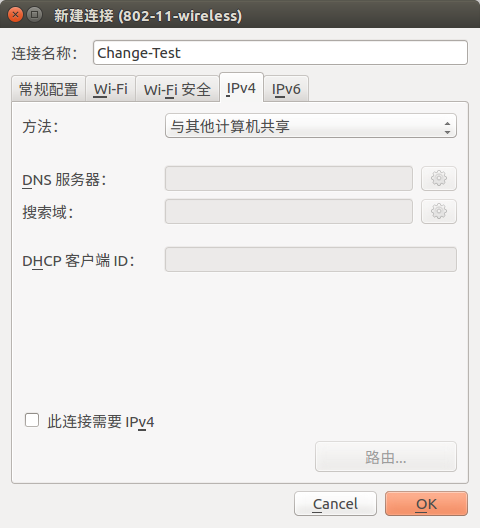 新建连接 (802-11-wireless)
连接名称： Change-Test
常规配置 Wi-Fi Wi-Fi 安全 IPv4 IPv6
方法： 与其他计算机共享
DNS 服务器：
搜索域：
DHCP 客户端 ID：
此连接需要 IPv4
路由...
Cancel OK